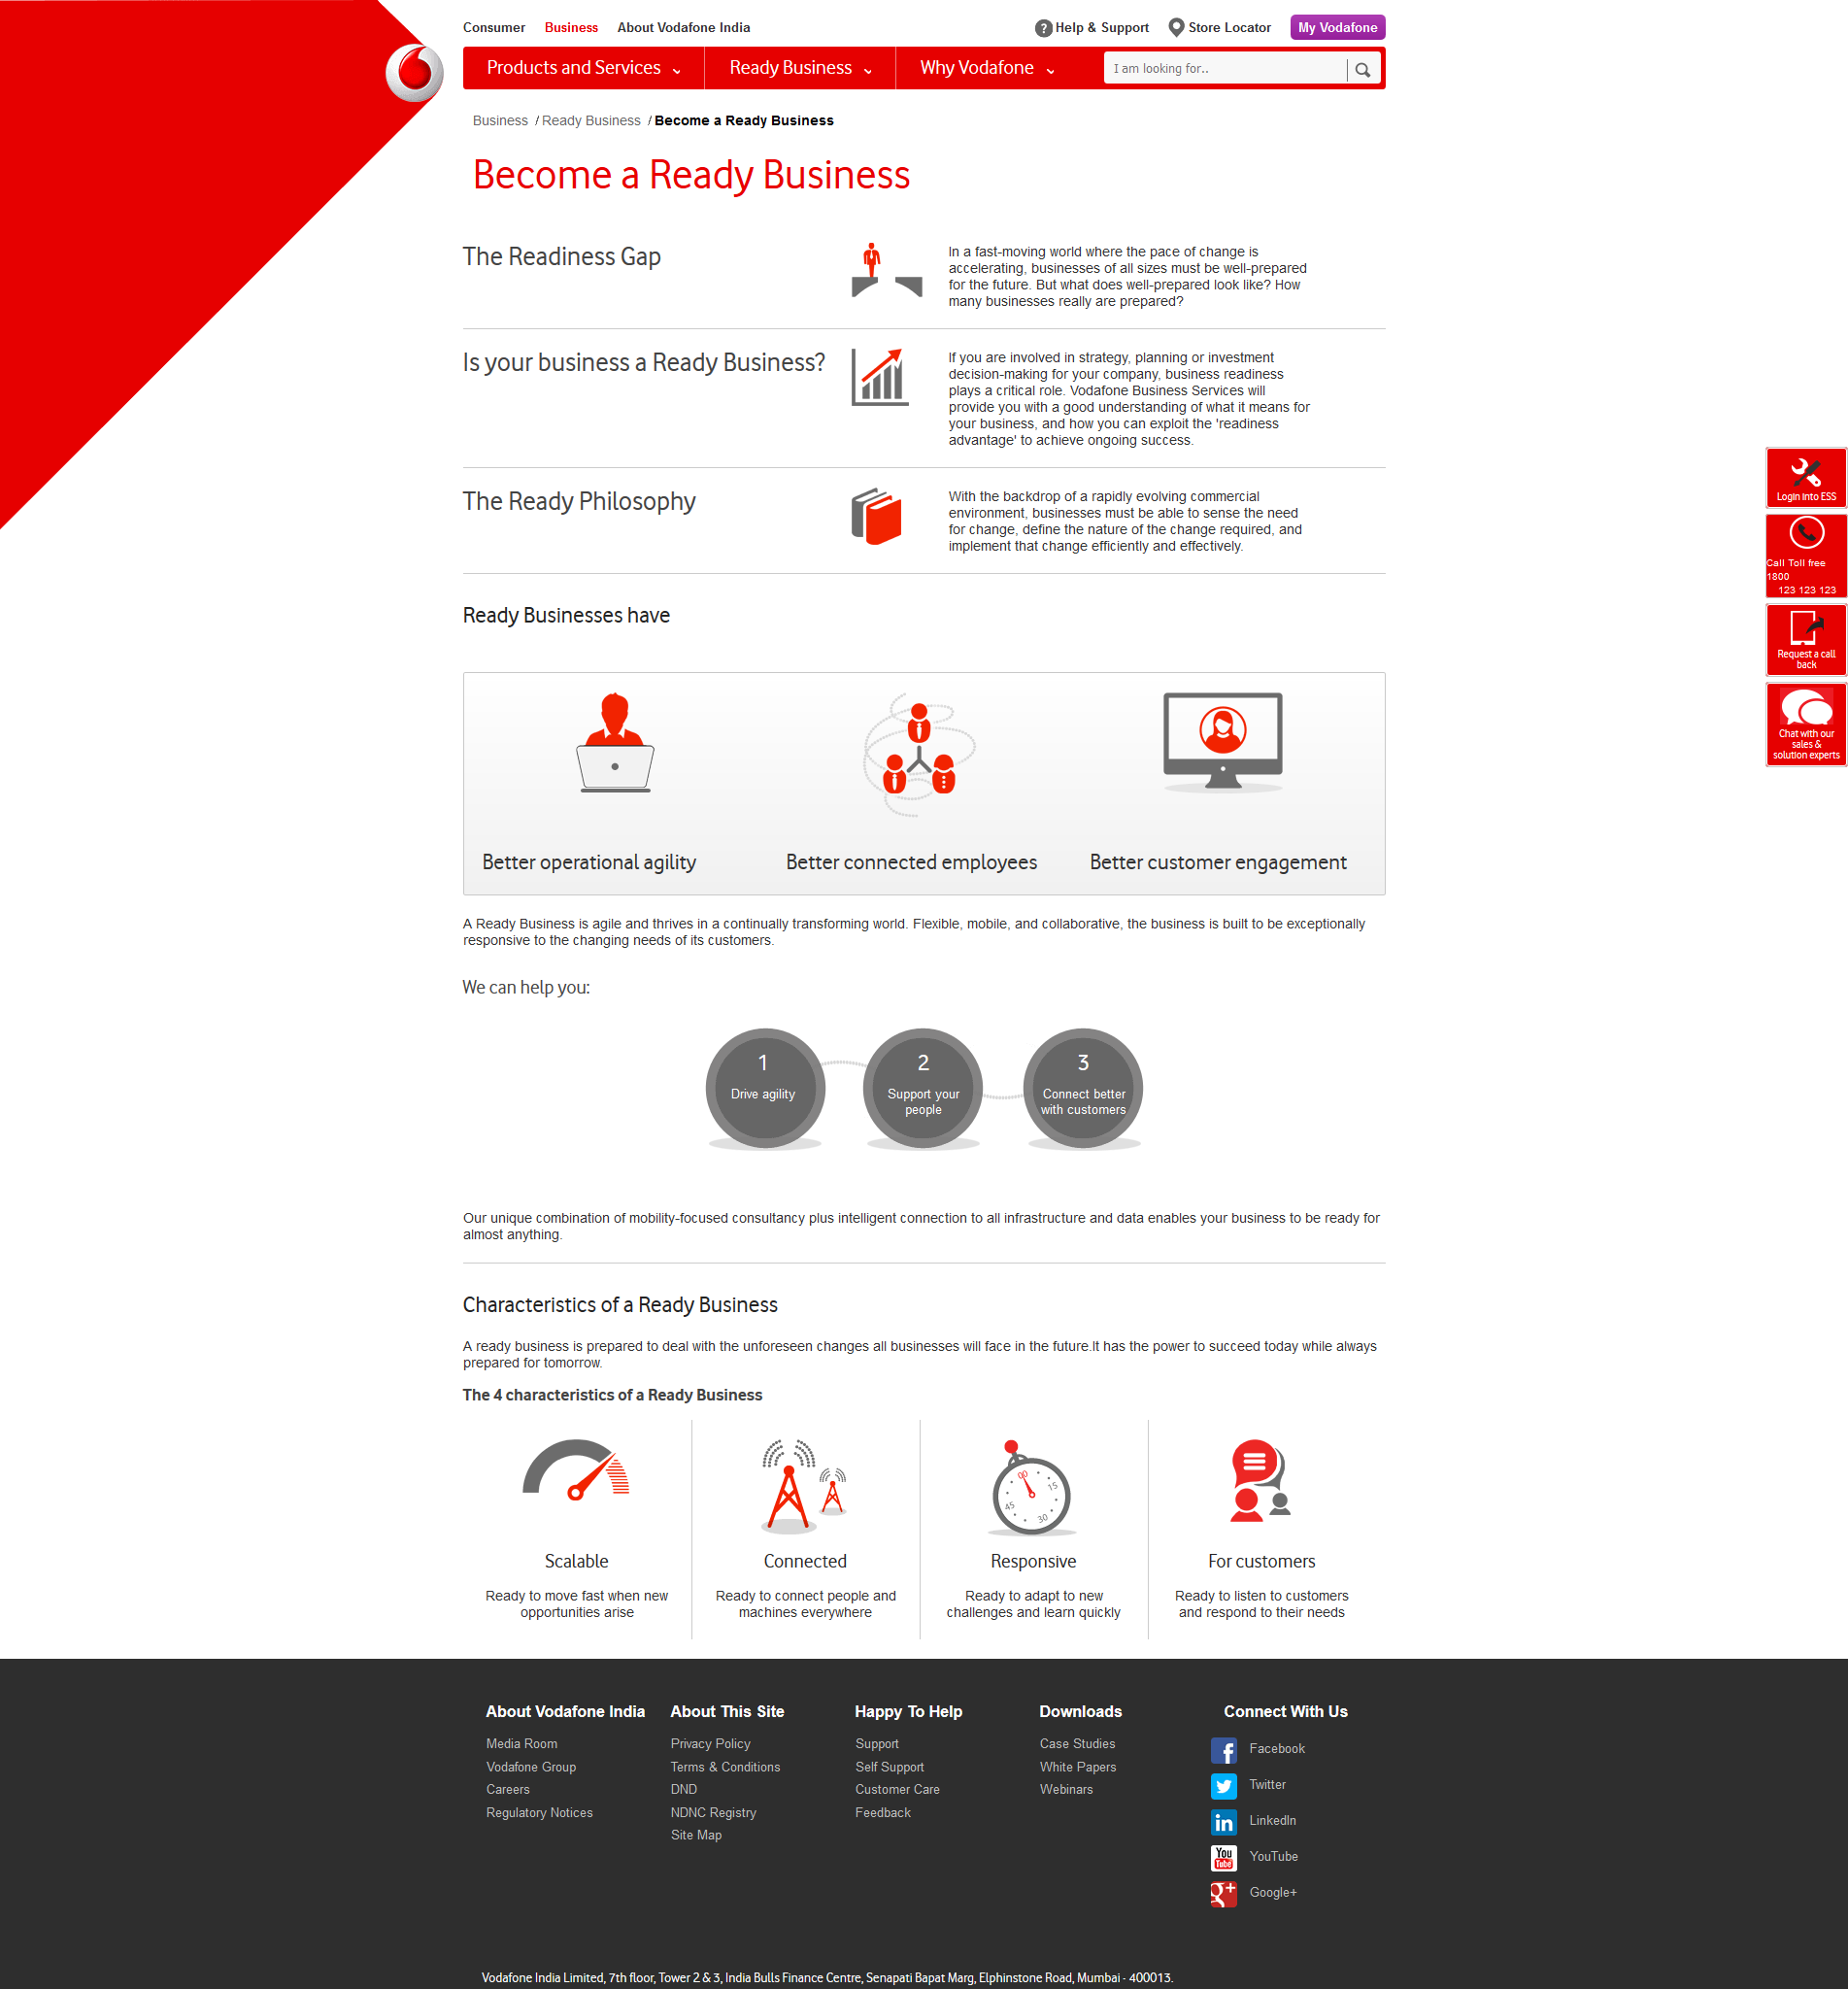 Consumer Business About Vodafone India Help & Support Store Locator My Vodafone
Products and Services Ready Business Why Vodafone I am looking for..
Business / Ready Business / Become a Ready Business
Become a Ready Business
The Readiness Gap
In a fast-moving world where the pace of change is
accelerating, businesses of all sizes must be well-prepared
for the future. But what does well-prepared look like? How
many businesses really are prepared?
Is your business a Ready Business?
If you are involved in strategy, planning or investment
decision-making for your company, business readiness
plays a critical role. Vodafone Business Services will
provide you with a good understanding of what it means for
your business, and how you can exploit the 'readiness
advantage' to achieve ongoing success.
The Ready Philosophy
With the backdrop of a rapidly evolving commercial
environment, businesses must be able to sense the need
for change, define the nature of the change required, and
implement that change efficiently and effectively.
Login into ESS
Call Toll free
1800
123 123 123
Request a call
back
Chat with our
sales &
solution experts
Ready Businesses have
Better operational agility
Better connected employees
Better customer engagement
A Ready Business is agile and thrives in a continually transforming world. Flexible, mobile, and collaborative, the business is built to be exceptionally
responsive to the changing needs of its customers.
We can help you:
1
Drive agility
2
Support your
people
3
Connect better
with customers
Our unique combination of mobility-focused consultancy plus intelligent connection to all infrastructure and data enables your business to be ready for
almost anything.
Characteristics of a Ready Business
A ready business is prepared to deal with the unforeseen changes all businesses will face in the future.It has the power to succeed today while always
prepared for tomorrow.
The 4 characteristics of a Ready Business
Scalable
Ready to move fast when new
opportunities arise
Connected
Ready to connect people and
machines everywhere
00
15
30
45
Responsive
Ready to adapt to new
challenges and learn quickly
For customers
Ready to listen to customers
and respond to their needs
About Vodafone India
Media Room
Vodafone Group
Careers
Regulatory Notices
About This Site
Privacy Policy
Terms & Conditions
DND
NDNC Registry
Site Map
Happy To Help
Support
Self Support
Customer Care
Feedback
Downloads
Case Studies
White Papers
Webinars
Connect With Us
Facebook
Twitter
in LinkedIn
You Tube YouTube
g+ Google+
Vodafone India Limited, 7th floor, Tower 2 & 3, India Bulls Finance Centre, Senapati Bapat Marg, Elphinstone Road, Mumbai - 400013.